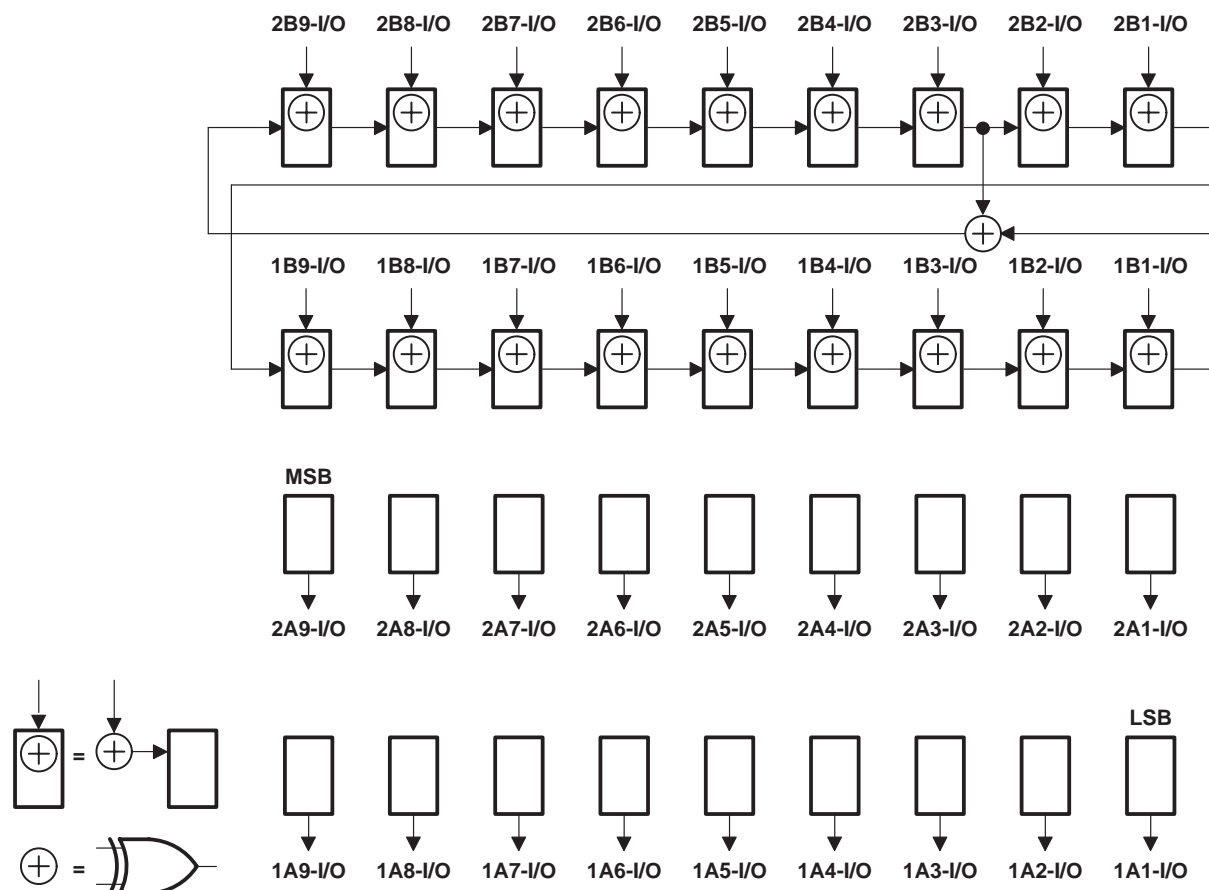 2B9-I/O 2B8-I/O 2B7-I/O 2B6-I/O 2B5-I/O 2B4-I/O 2B3-I/O 2B2-I/O 2B1-I/O
1B9-I/O 1B8-I/O 1B7-I/O 1B6-I/O 1B5-I/O 1B4-I/O 1B3-I/O 1B2-I/O 1B1-I/O
MSB
2A9-I/O 2A8-I/O 2A7-I/O 2A6-I/O 2A5-I/O 2A4-I/O 2A3-I/O 2A2-I/O 2A1-I/O
LSB
=
= 1A9-I/O 1A8-I/O 1A7-I/O 1A6-I/O 1A5-I/O 1A4-I/O 1A3-I/O 1A2-I/O 1A1-I/O